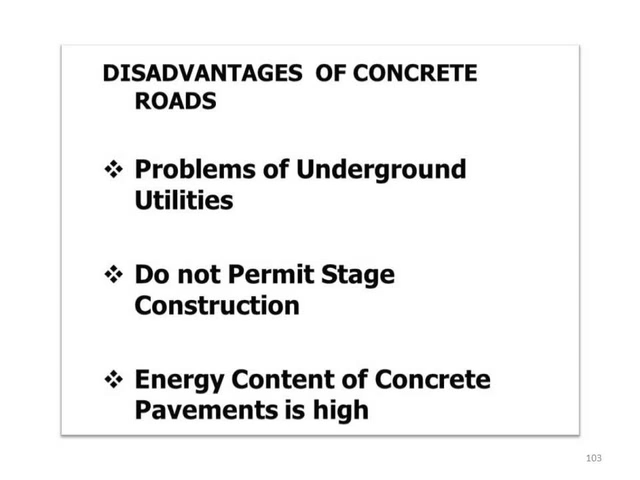 DISADVANTAGES OF CONCRETE
ROADS
❖ Problems of Underground
Utilities
❖ Do not Permit Stage
Construction
❖ Energy Content of Concrete
Pavements is high
103